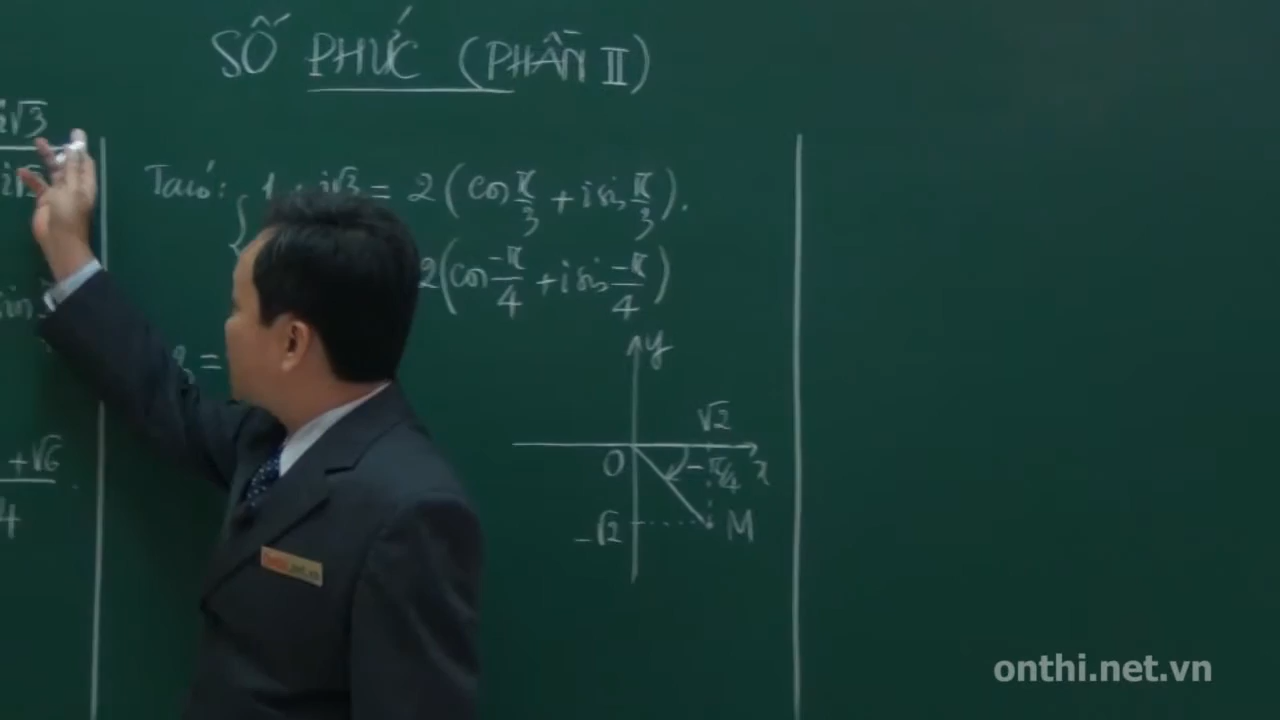 SỐ PHỨC (PHẦN II)
i√3
i√3
Ta có: { 1 + i√3 = 2 (cos π/3 + i sin π/3).
2 (cos -π/4 + i sin -π/4)
sin
=
y
√2
O
-π/4
x
+√6
4
-√2
M
onthi.net.vn